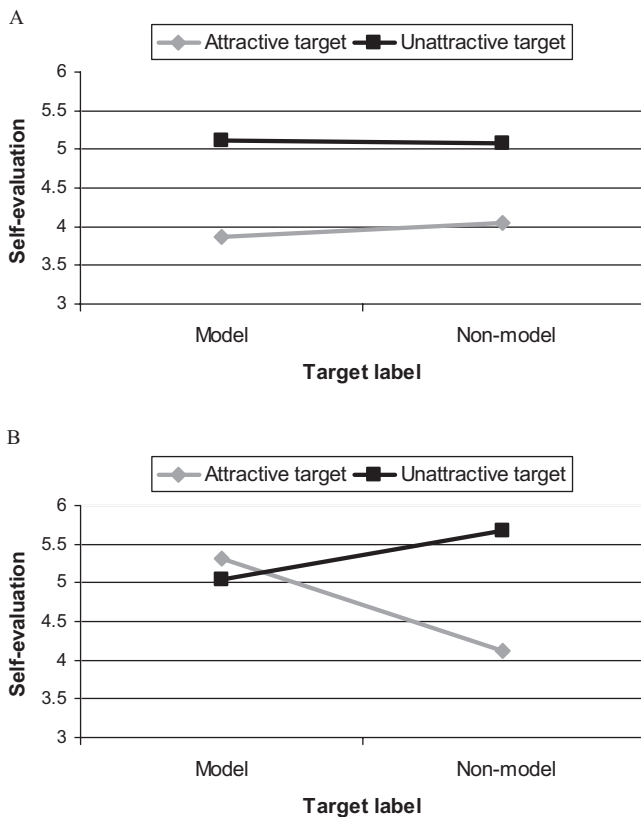 A
Attractive target Unattractive target
6
5.5
5
4.5
4
3.5
3
Self-evaluation
Model Non-model
Target label
B
Attractive target Unattractive target
6
5.5
5
4.5
4
3.5
3
Self-evaluation
Model Non-model
Target label